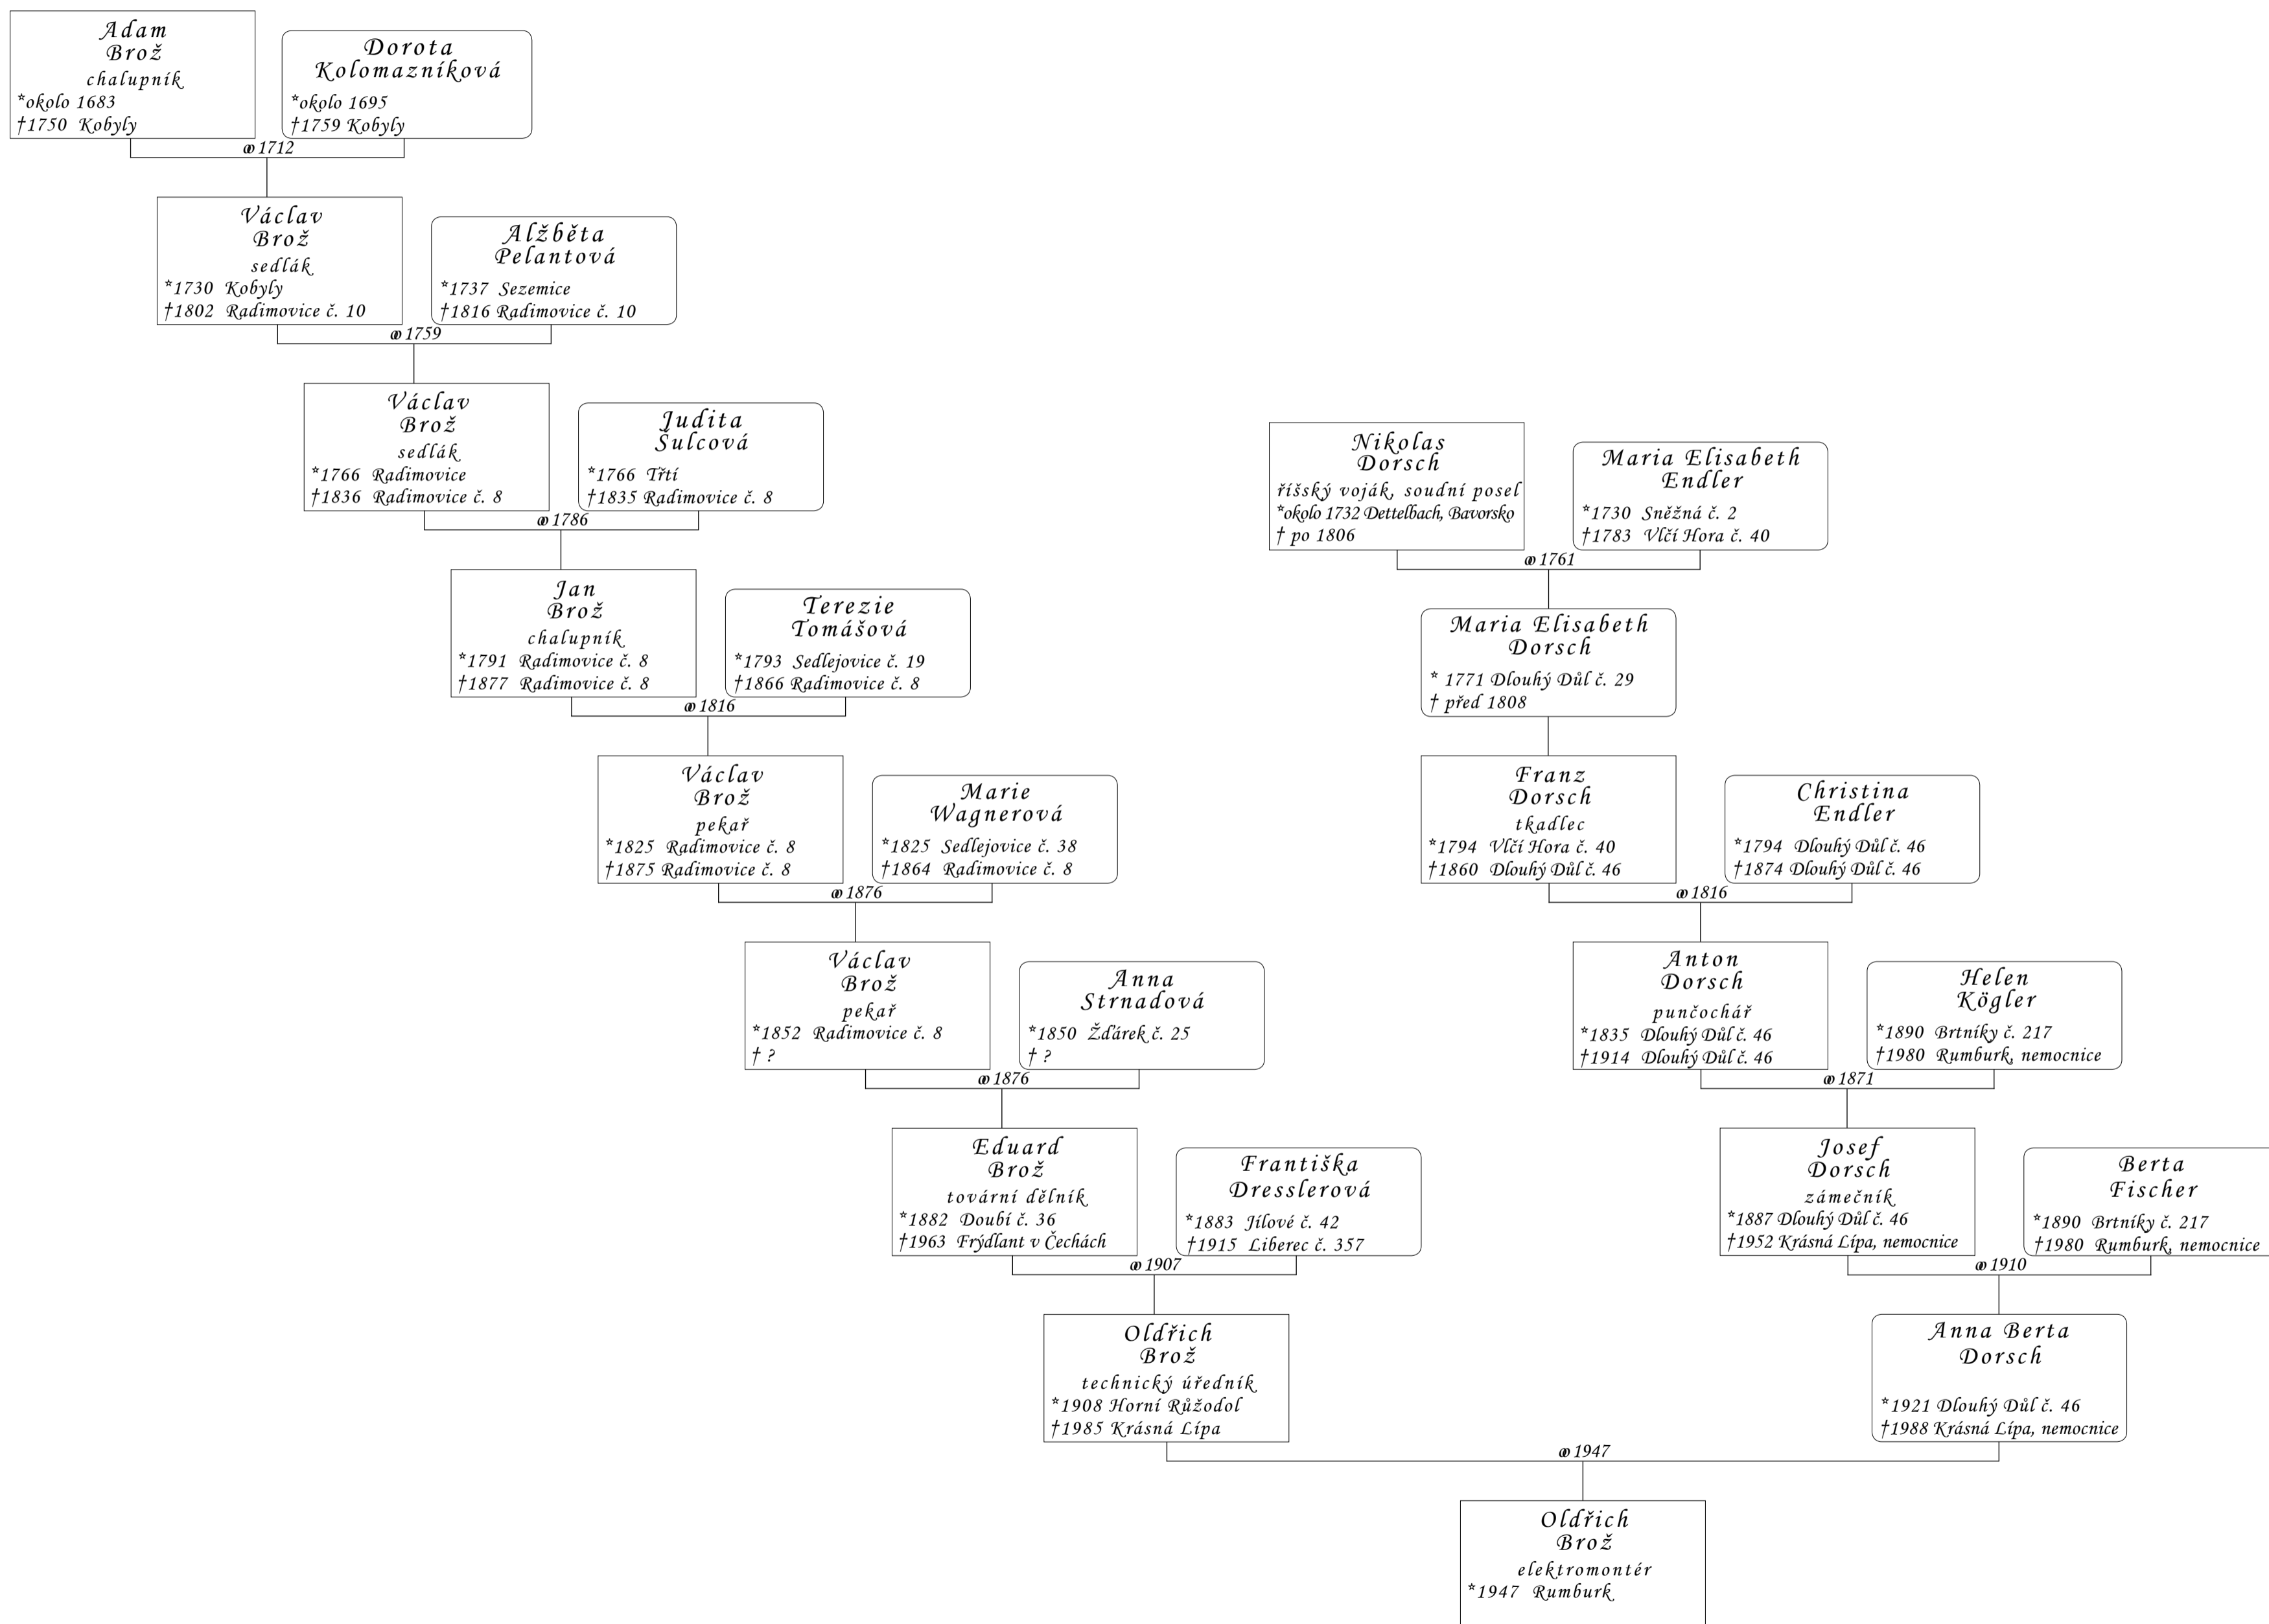 Adam
Brož
chalupník
*okolo 1683
†1750 Kobyly
Dorota
Kolomazníková
*okolo 1695
†1759 Kobyly
ꝏ 1712
Václav
Brož
sedlák
*1730 Kobyly
†1802 Radimovice č. 10
Alžběta
Pelantová
*1737 Sezemice
†1816 Radimovice č. 10
ꝏ 1759
Václav
Brož
sedlák
*1766 Radimovice
†1836 Radimovice č. 8
Judita
Šulcová
*1766 Třtí
†1835 Radimovice č. 8
ꝏ 1786
Nikolas
Dorsch
říšský voják, soudní posel
*okolo 1732 Dettelbach, Bavorsko
† po 1806
Maria Elisabeth
Endler
*1730 Sněžná č. 2
†1783 Vlčí Hora č. 40
ꝏ 1761
Jan
Brož
chalupník
*1791 Radimovice č. 8
†1877 Radimovice č. 8
Terezie
Tomášová
*1793 Sedlejovice č. 19
†1866 Radimovice č. 8
ꝏ 1816
Maria Elisabeth
Dorsch
* 1771 Dlouhý Důl č. 29
† před 1808
Václav
Brož
pekař
*1825 Radimovice č. 8
†1875 Radimovice č. 8
Marie
Wagnerová
*1825 Sedlejovice č. 38
†1864 Radimovice č. 8
ꝏ 1876
Franz
Dorsch
tkadlec
*1794 Vlčí Hora č. 40
†1860 Dlouhý Důl č. 46
Christina
Endler
*1794 Dlouhý Důl č. 46
†1874 Dlouhý Důl č. 46
ꝏ 1816
Václav
Brož
pekař
*1852 Radimovice č. 8
† ?
Anna
Strnadová
*1850 Žďárek č. 25
† ?
ꝏ 1876
Anton
Dorsch
punčochář
*1835 Dlouhý Důl č. 46
†1914 Dlouhý Důl č. 46
Helen
Kögler
*1890 Brtníky č. 217
†1980 Rumburk, nemocnice
ꝏ 1871
Eduard
Brož
tovární dělník
*1882 Doubí č. 36
†1963 Frýdlant v Čechách
Františka
Dresslerová
*1883 Jílové č. 42
†1915 Liberec č. 357
ꝏ 1907
Josef
Dorsch
zámečník
*1887 Dlouhý Důl č. 46
†1952 Krásná Lípa, nemocnice
Berta
Fischer
*1890 Brtníky č. 217
†1980 Rumburk, nemocnice
ꝏ 1910
Oldřich
Brož
technický úředník
*1908 Horní Růžodol
†1985 Krásná Lípa
Anna Berta
Dorsch
*1921 Dlouhý Důl č. 46
†1988 Krásná Lípa, nemocnice
ꝏ 1947
Oldřich
Brož
elektromontér
*1947 Rumburk